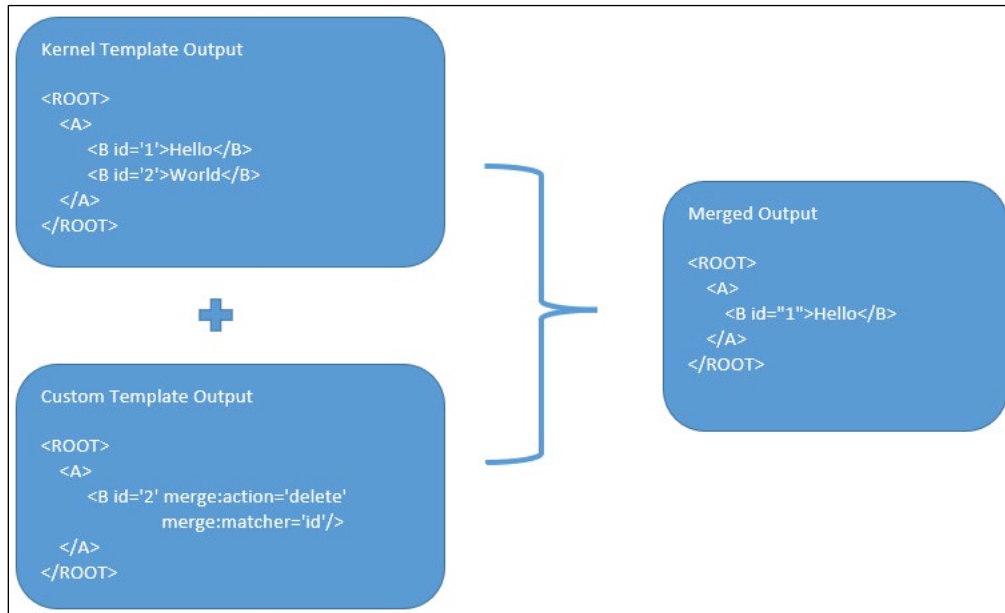 Kernel Template Output
<ROOT>
<A>
<B id='1'>Hello</B>
<B id='2'>World</B>
</A>
</ROOT>
Custom Template Output
<ROOT>
<A>
<B id='2' merge:action='delete'
merge:matcher='id'/>
</A>
</ROOT>
Merged Output
<ROOT>
<A>
<B id="1">Hello</B>
</A>
</ROOT>